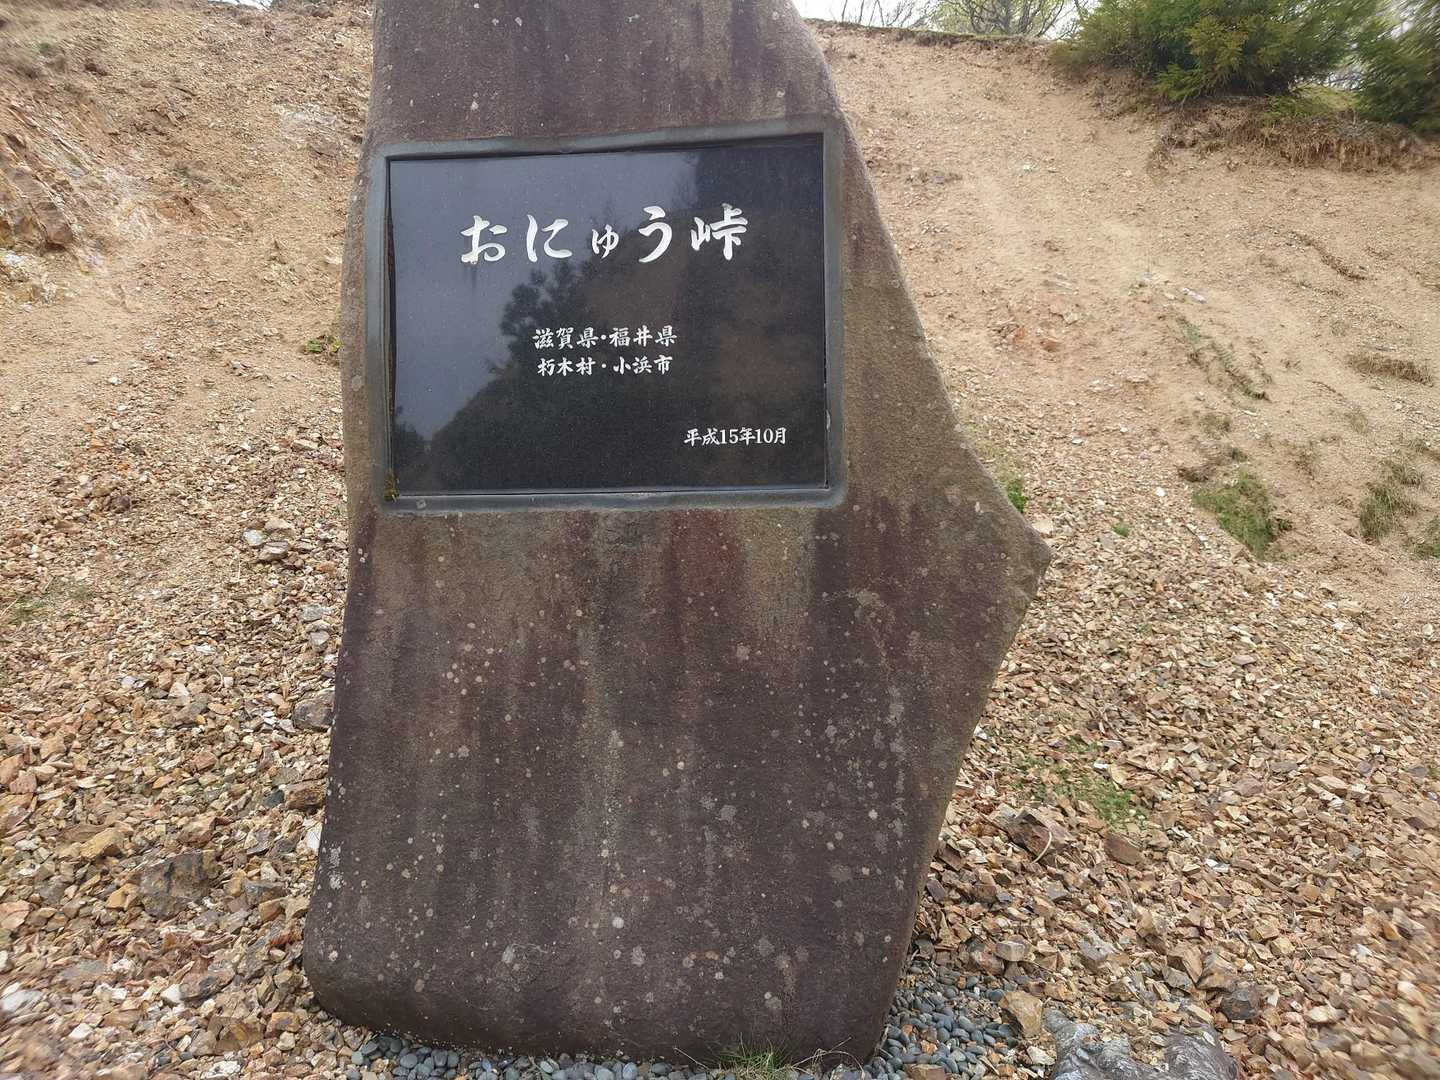 おにゅう峠
滋賀県・福井県
朽木村・小浜市
平成15年10月